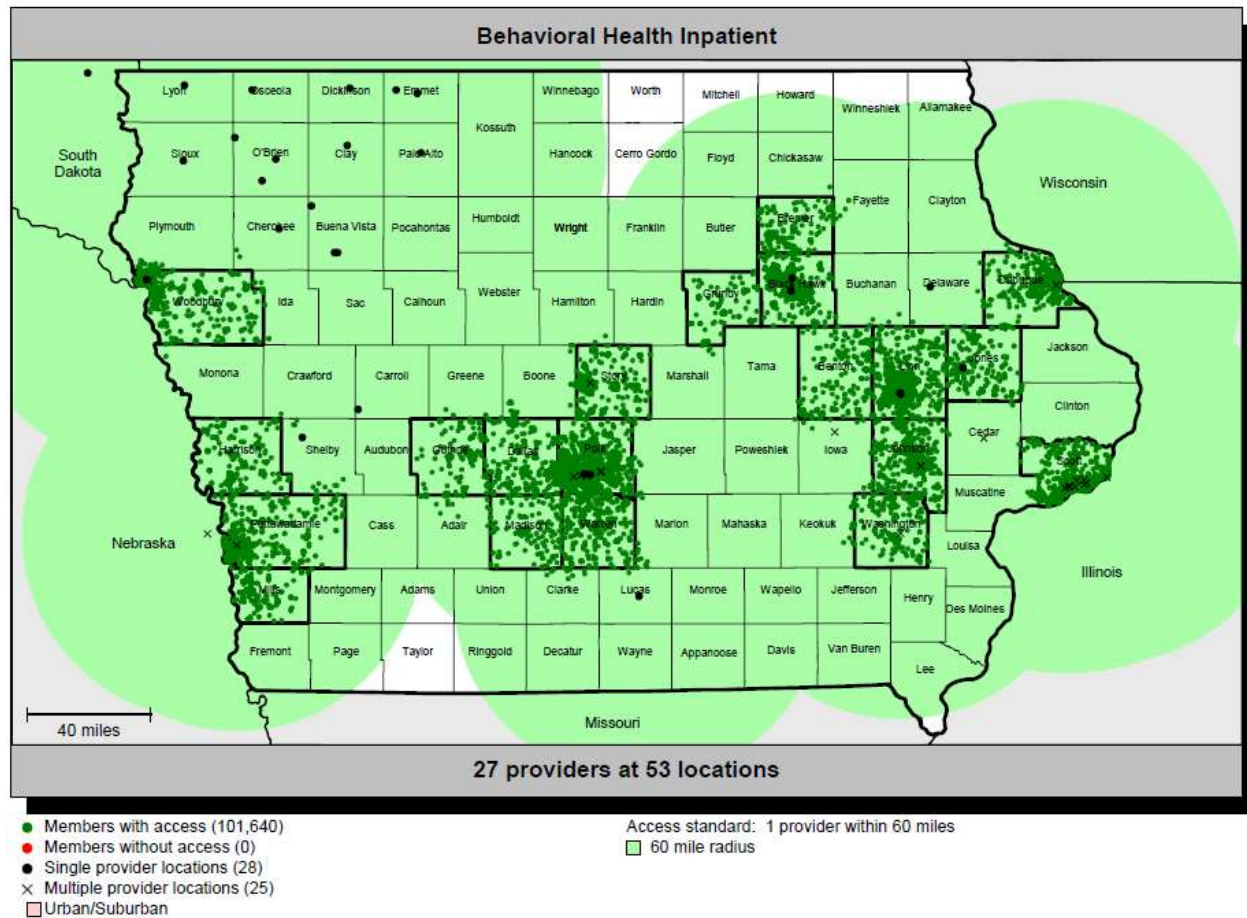 Behavioral Health Inpatient
Lyon Osceola Dickinson Emmet Winnebago Worth Mitchell Howard Winneshiek Allamakee
Kossuth
South Dakota Sioux O'Brien Clay Palo Alto Hancock Cerro Gordo Floyd Chickasaw
Wisconsin
Plymouth Cherokee Buena Vista Pocahontas Humboldt Wright Franklin Butler Bremer Fayette Clayton
Woodbury Ida Sac Calhoun Webster Hamilton Hardin Grundy Black Hawk Buchanan Delaware Dubuque
Monona Crawford Carroll Greene Boone Story Marshall Tama Benton Linn Jones Jackson
Clinton
Harrison Shelby Audubon Guthrie Dallas Polk Jasper Poweshiek Iowa Johnson Cedar Scott
Muscatine
Nebraska Pottawattamie Cass Adair Madison Warren Marion Mahaska Keokuk Washington Louisa
Illinois
Mills Montgomery Adams Union Clarke Lucas Monroe Wapello Jefferson Henry Des Moines
Fremont Page Taylor Ringgold Decatur Wayne Appanoose Davis Van Buren Lee
40 miles
Missouri
27 providers at 53 locations
Members with access (101,640)
Members without access (0)
Single provider locations (28)
Multiple provider locations (25)
Urban/Suburban
Access standard: 1 provider within 60 miles
60 mile radius